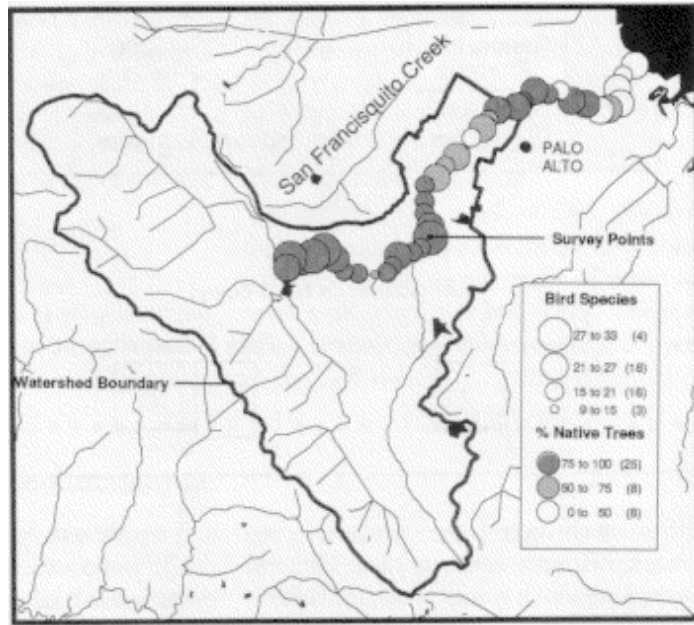 San Francisquito Creek
PALO
ALTO
Survey Points
Watershed Boundary
Bird Species
27 to 33 (4)
21 to 27 (18)
15 to 21 (16)
9 to 15 (3)
% Native Trees
75 to 100 (25)
50 to 75 (8)
0 to 50 (8)